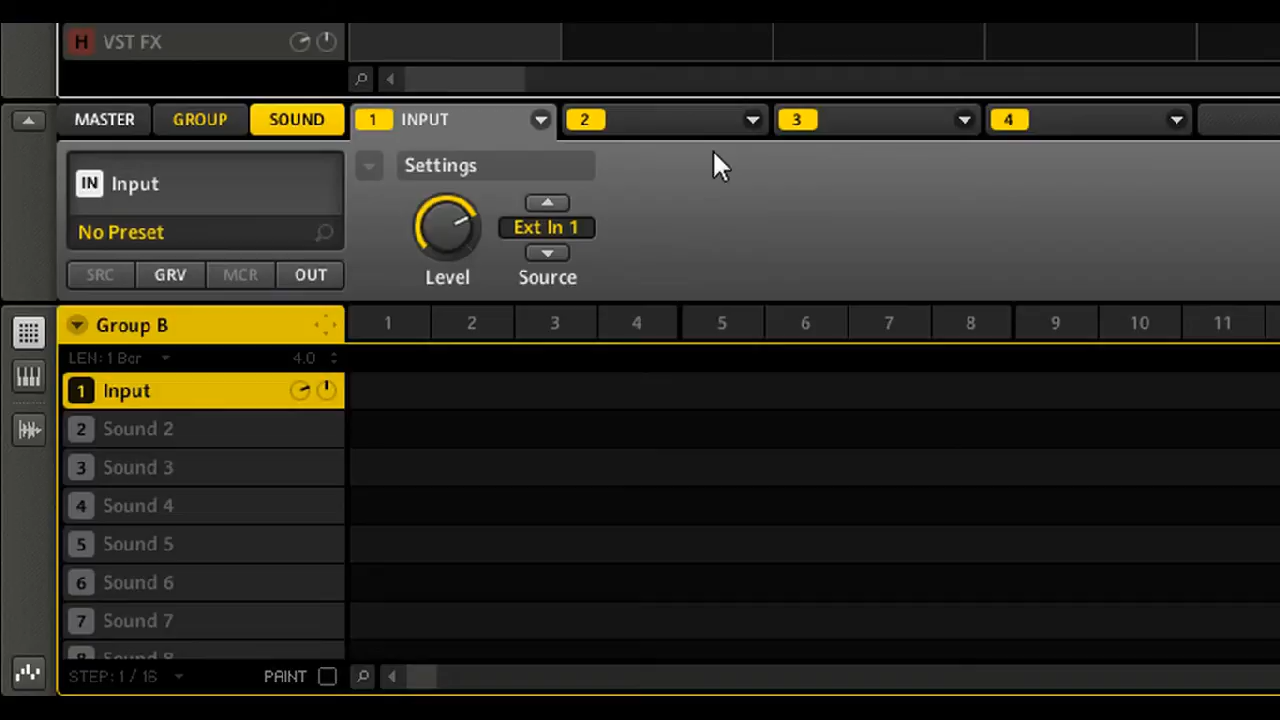 H VST FX
MASTER GROUP SOUND 1 INPUT 2 3 4
IN Input
Settings
No Preset
Ext In 1
SRC GRV MCR OUT
Level Source
Group B 1 2 3 4 5 6 7 8 9 10 11
LEN: 1 Bar 4.0
1 Input
2 Sound 2
3 Sound 3
4 Sound 4
5 Sound 5
6 Sound 6
7 Sound 7
8 Sound 8
STEP: 1 / 16 PAINT